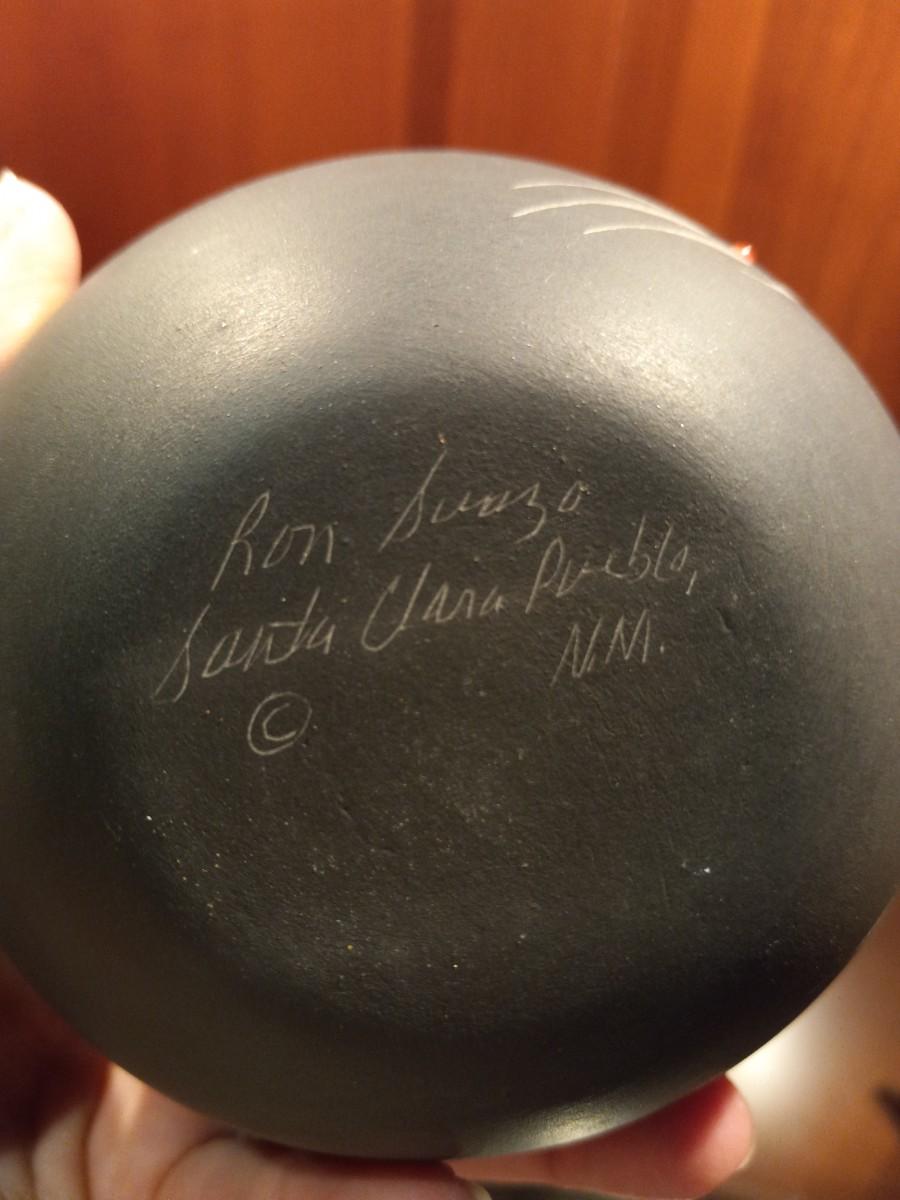 Ron Suazo
Santa Clara Pueblo,
N.M.
©